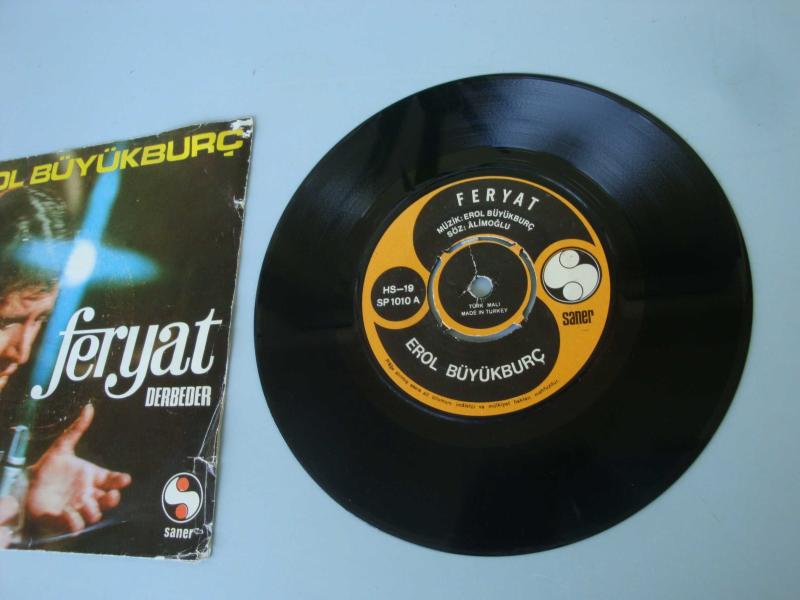 OL BÜYÜKBURÇ
feryat
DERBEDER
saner
FERYAT
MÜZİK: EROL BÜYÜKBURÇ
SÖZ: ÂLİMOĞLU
HS-19
SP 1010 A
TÜRK MALI
MADE IN TURKEY
saner
EROL BÜYÜKBURÇ